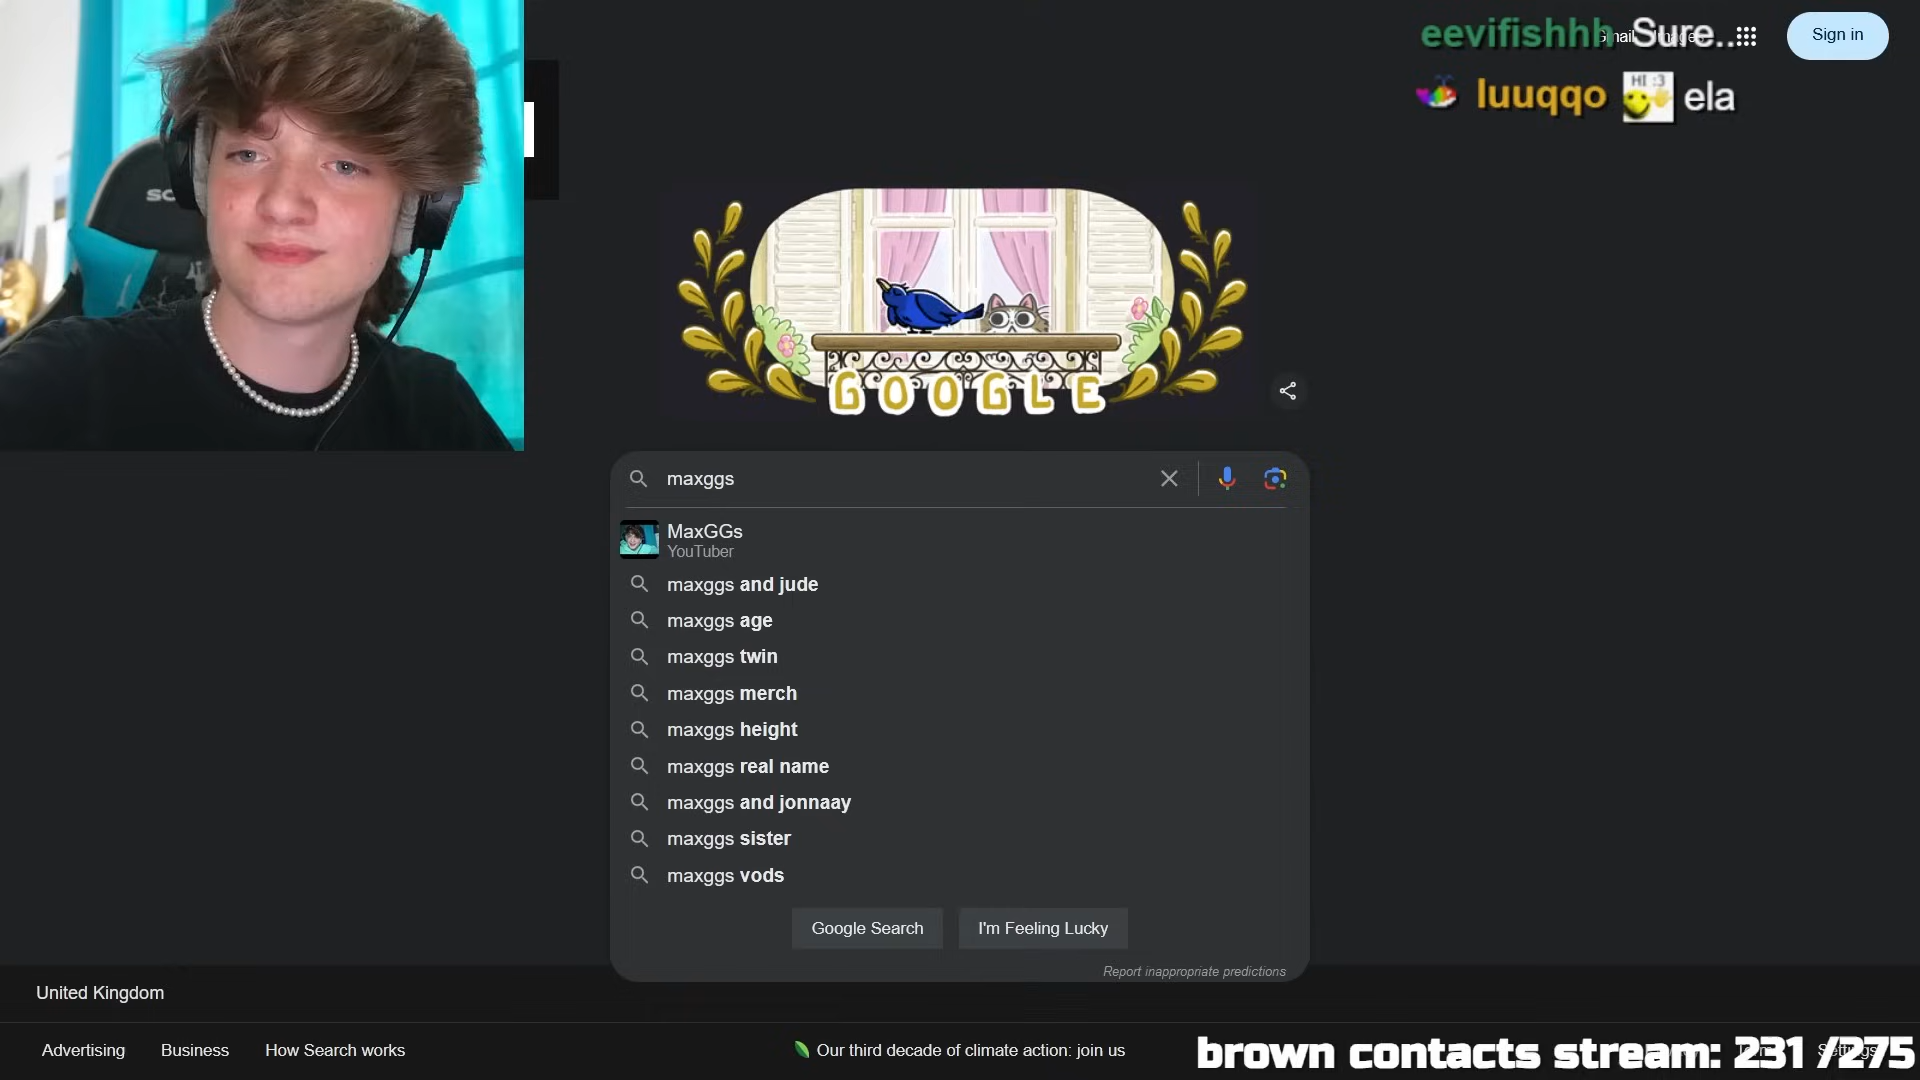 eevifishhh Sure..
Sign in
luuqqo HI :3 ela
SC
GOOGLE
maxggs
MaxGGs
YouTuber
maxggs and jude
maxggs age
maxggs twin
maxggs merch
maxggs height
maxggs real name
maxggs and jonnaay
maxggs sister
maxggs vods
Google Search
I'm Feeling Lucky
Report inappropriate predictions
United Kingdom
Advertising
Business
How Search works
Our third decade of climate action: join us
brown contacts stream: 231 /275